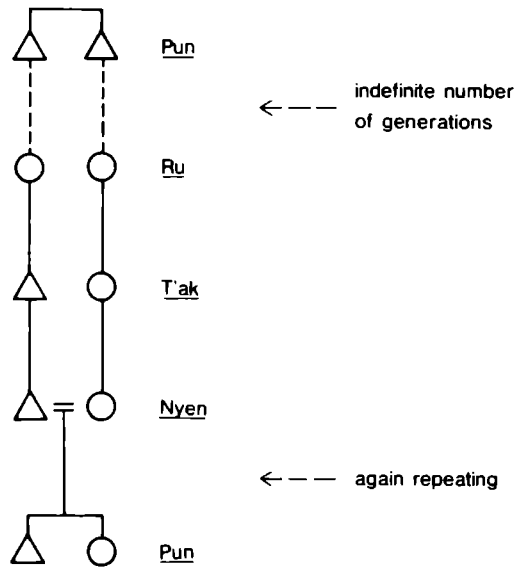 Pun
indefinite number
of generations
Ru
T'ak
Nyen
again repeating
Pun